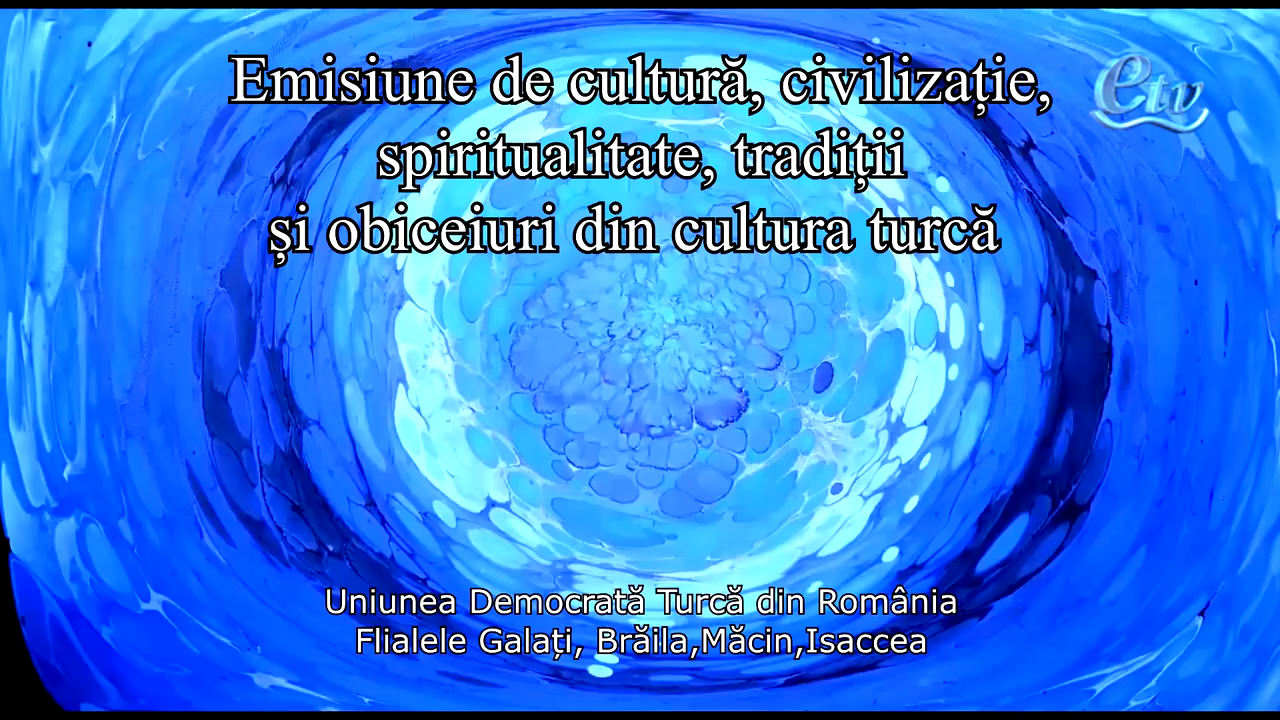 Emisiune de cultură, civilizație,
etv
spiritualitate, tradiții
și obiceiuri din cultura turcă
Uniunea Democrată Turcă din România
Flialele Galați, Brăila,Măcin,Isaccea